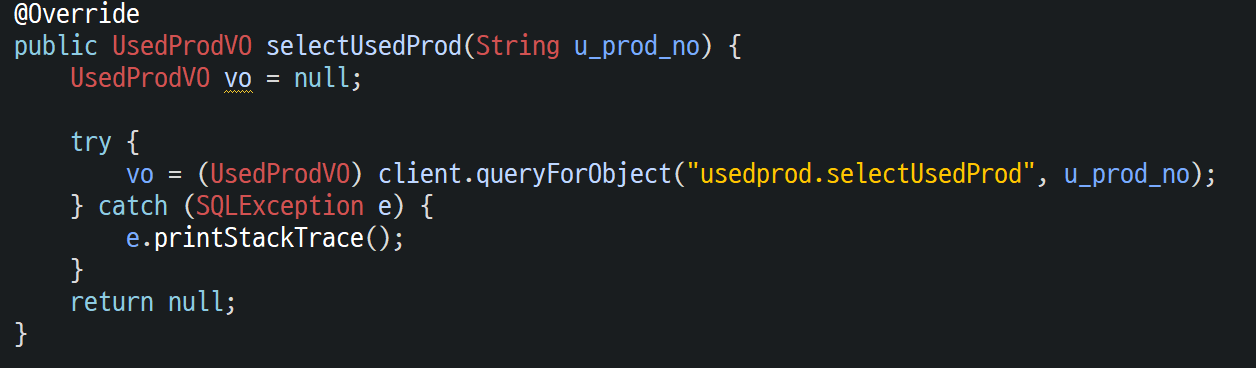 @Override
public UsedProdVO selectUsedProd(String u_prod_no) {
    UsedProdVO vo = null;

    try {
        vo = (UsedProdVO) client.queryForObject("usedprod.selectUsedProd", u_prod_no);
    } catch (SQLException e) {
        e.printStackTrace();
    }
    return null;
}